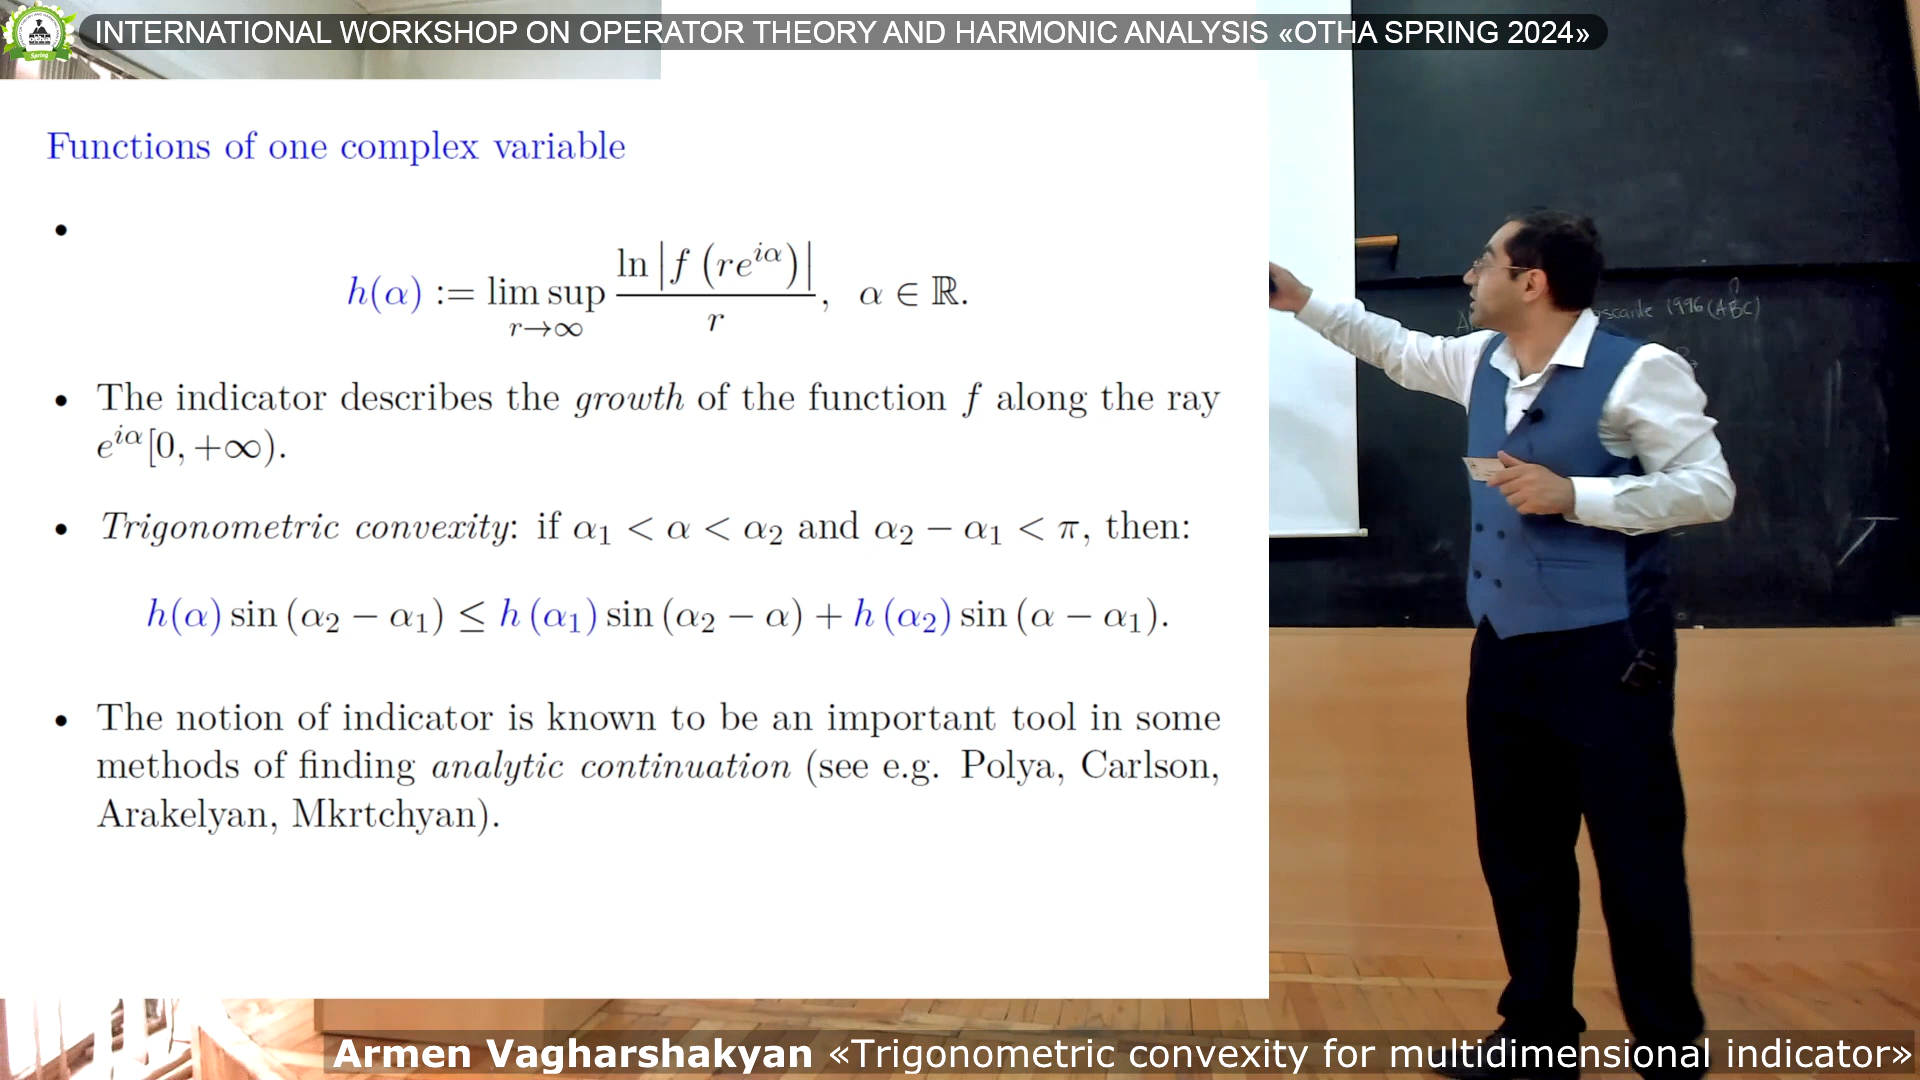 INTERNATIONAL WORKSHOP ON OPERATOR THEORY AND HARMONIC ANALYSIS «OTHA SPRING 2024»
Functions of one complex variable
• h(α) := lim sup_{r→∞} ln|f(re^{iα})| / r, α ∈ ℝ.
• The indicator describes the growth of the function f along the ray
e^{iα}[0, +∞).
• Trigonometric convexity: if α₁ < α < α₂ and α₂ − α₁ < π, then:
h(α) sin (α₂ − α₁) ≤ h (α₁) sin (α₂ − α) + h (α₂) sin (α − α₁).
• The notion of indicator is known to be an important tool in some
methods of finding analytic continuation (see e.g. Polya, Carlson,
Arakelyan, Mkrtchyan).
1996 (ABC)
Armen Vagharshakyan «Trigonometric convexity for multidimensional indicator»